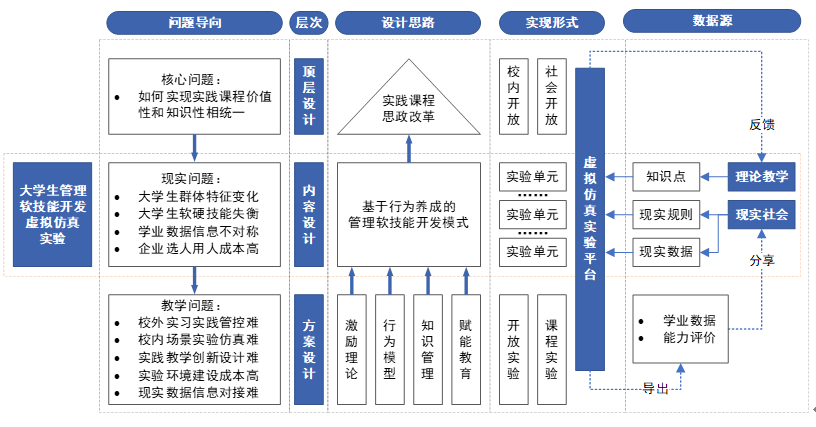 问题导向
层次
设计思路
实现形式
数据源
核心问题：
● 如何实现实践课程价值
性和知识性相统一
顶层设计
实践课程
思政改革
校内开放
社会开放
反馈
大学生管理
软技能开发
虚拟仿真
实验
现实问题：
● 大学生群体特征变化
● 大学生软硬技能失衡
● 学业数据信息不对称
● 企业选人用人成本高
内容设计
基于行为养成的
管理软技能开发模式
实验单元
……
实验单元
……
实验单元
虚拟仿真实验平台
知识点
现实规则
现实数据
理论教学
现实社会
分享
教学问题：
● 校外实习实践管控难
● 校内场景实验仿真难
● 实践教学创新设计难
● 实验环境建设成本高
● 现实数据信息对接难
方案设计
激励理论
行为模型
知识管理
赋能教育
开放实验
课程实验
● 学业数据
● 能力评价
导出